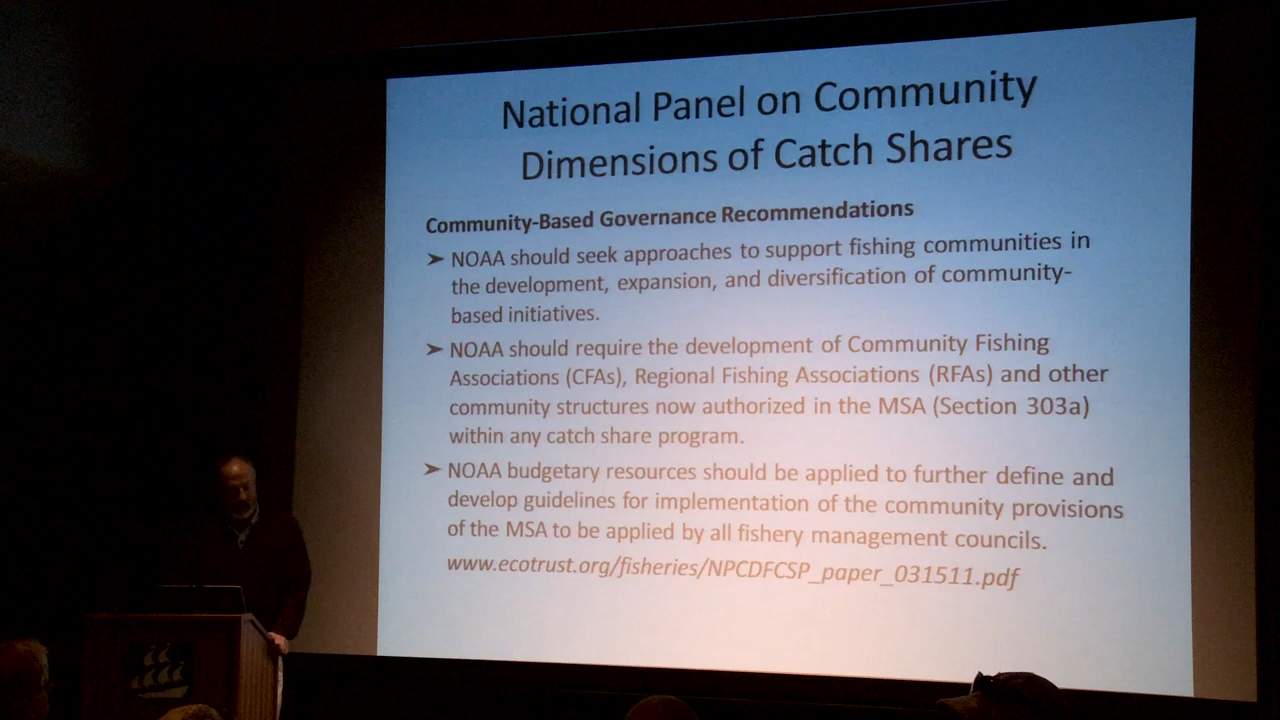 National Panel on Community
Dimensions of Catch Shares
Community-Based Governance Recommendations
➤ NOAA should seek approaches to support fishing communities in
the development, expansion, and diversification of community-
based initiatives.
➤ NOAA should require the development of Community Fishing
Associations (CFAs), Regional Fishing Associations (RFAs) and other
community structures now authorized in the MSA (Section 303a)
within any catch share program.
➤ NOAA budgetary resources should be applied to further define and
develop guidelines for implementation of the community provisions
of the MSA to be applied by all fishery management councils.
www.ecotrust.org/fisheries/NPCDFCSP_paper_031511.pdf